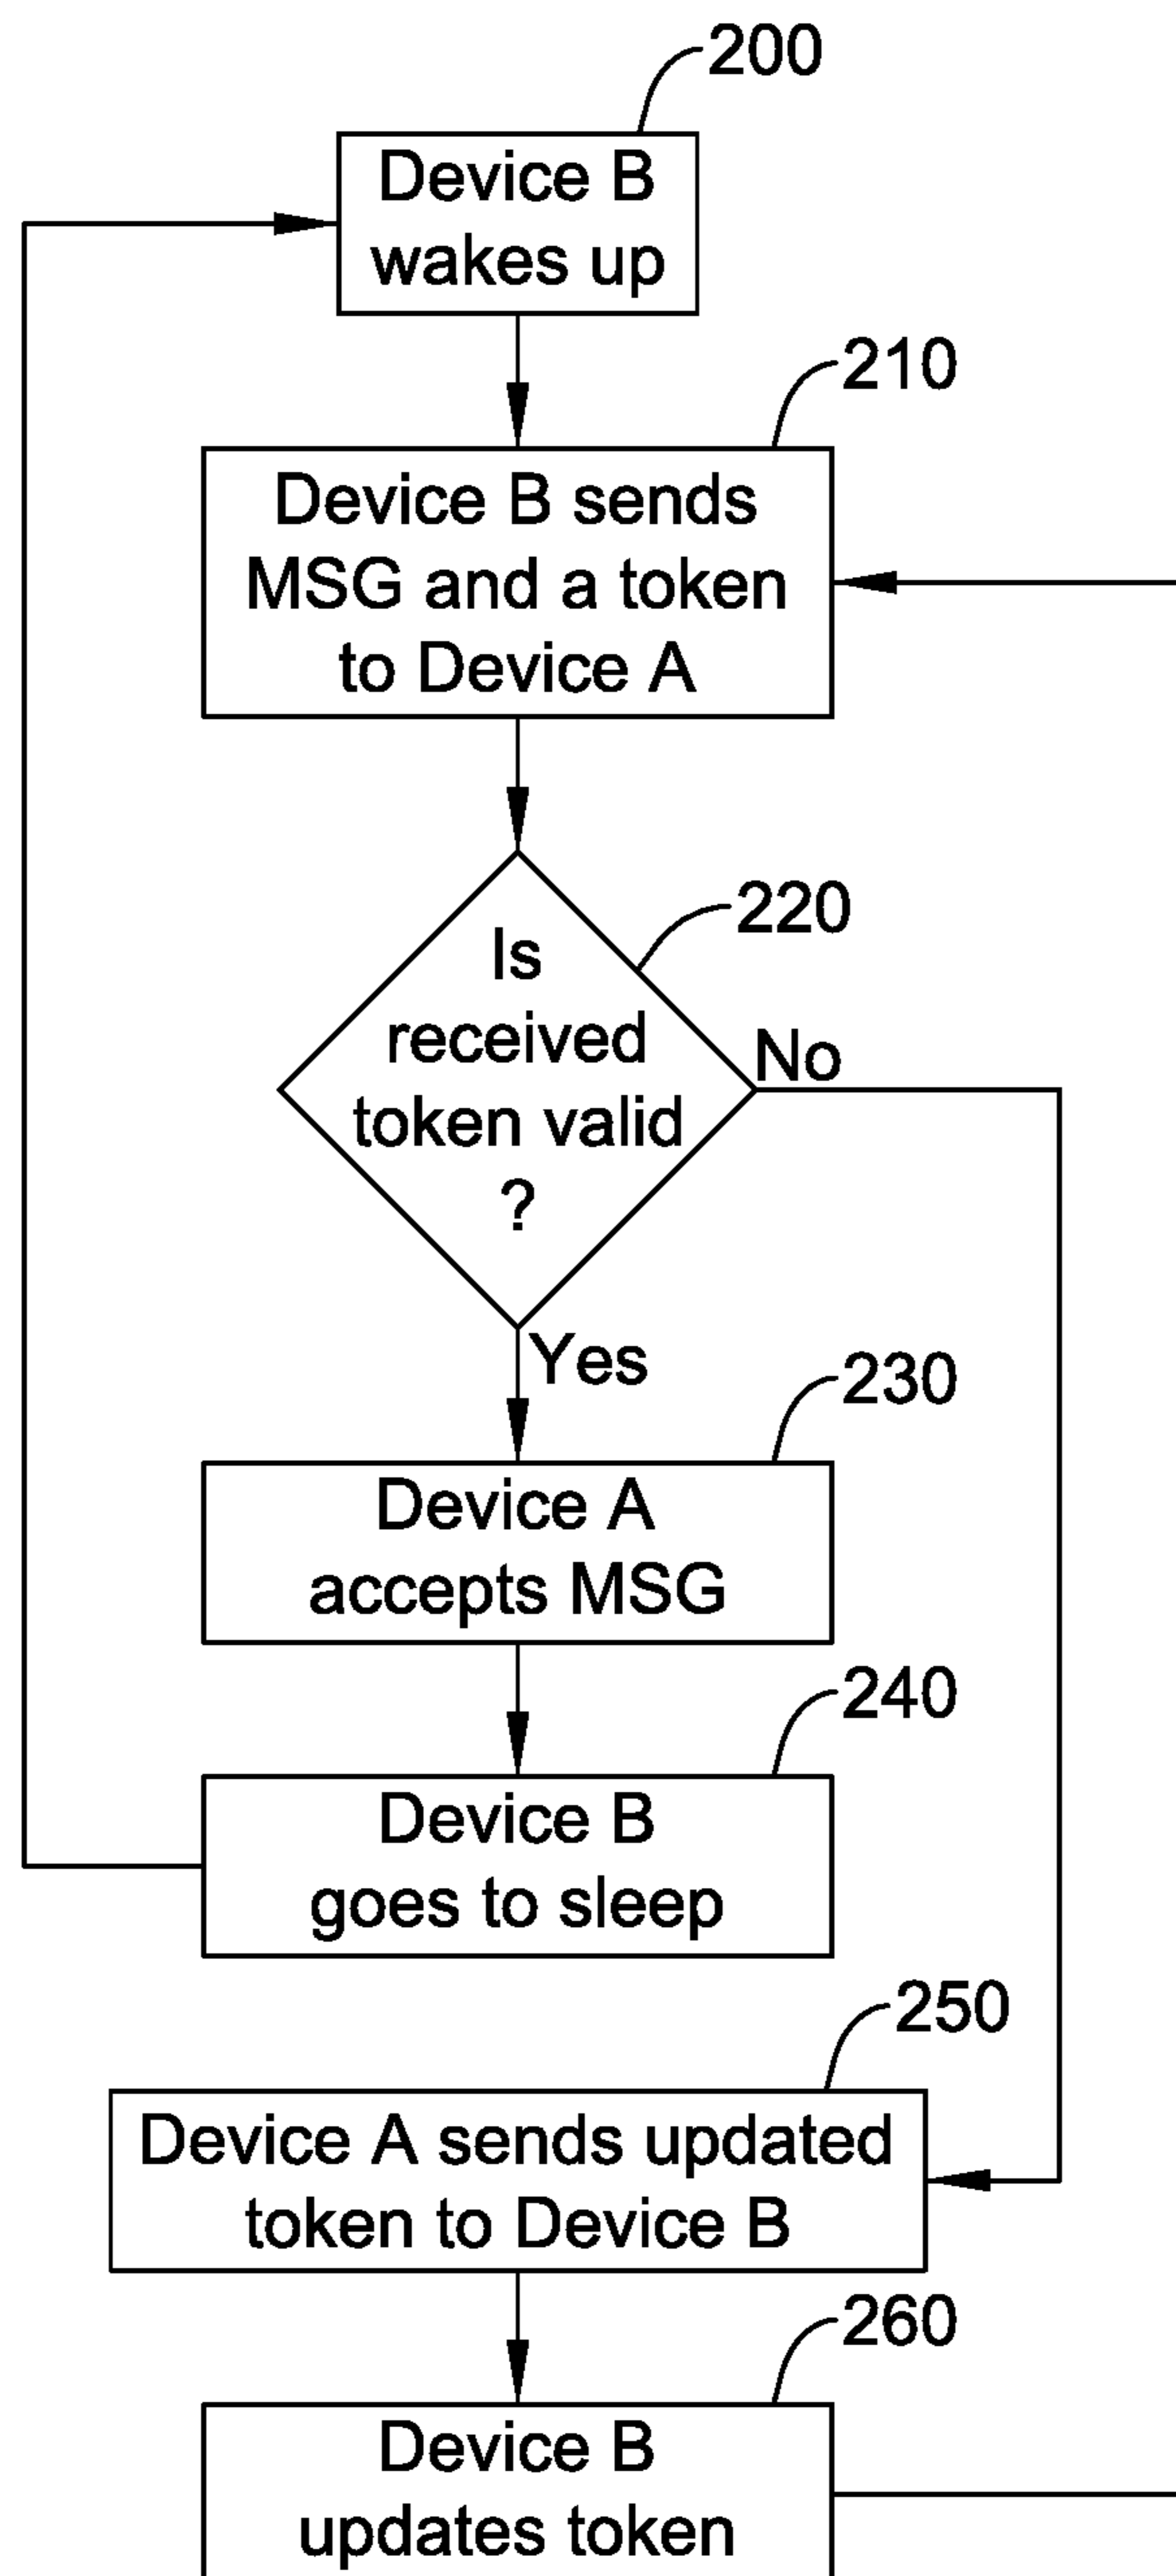 200
Device B
wakes up
210
Device B sends
MSG and a token
to Device A
220
Is
received
token valid
?
No
Yes
230
Device A
accepts MSG
240
Device B
goes to sleep
250
Device A sends updated
token to Device B
260
Device B
updates token